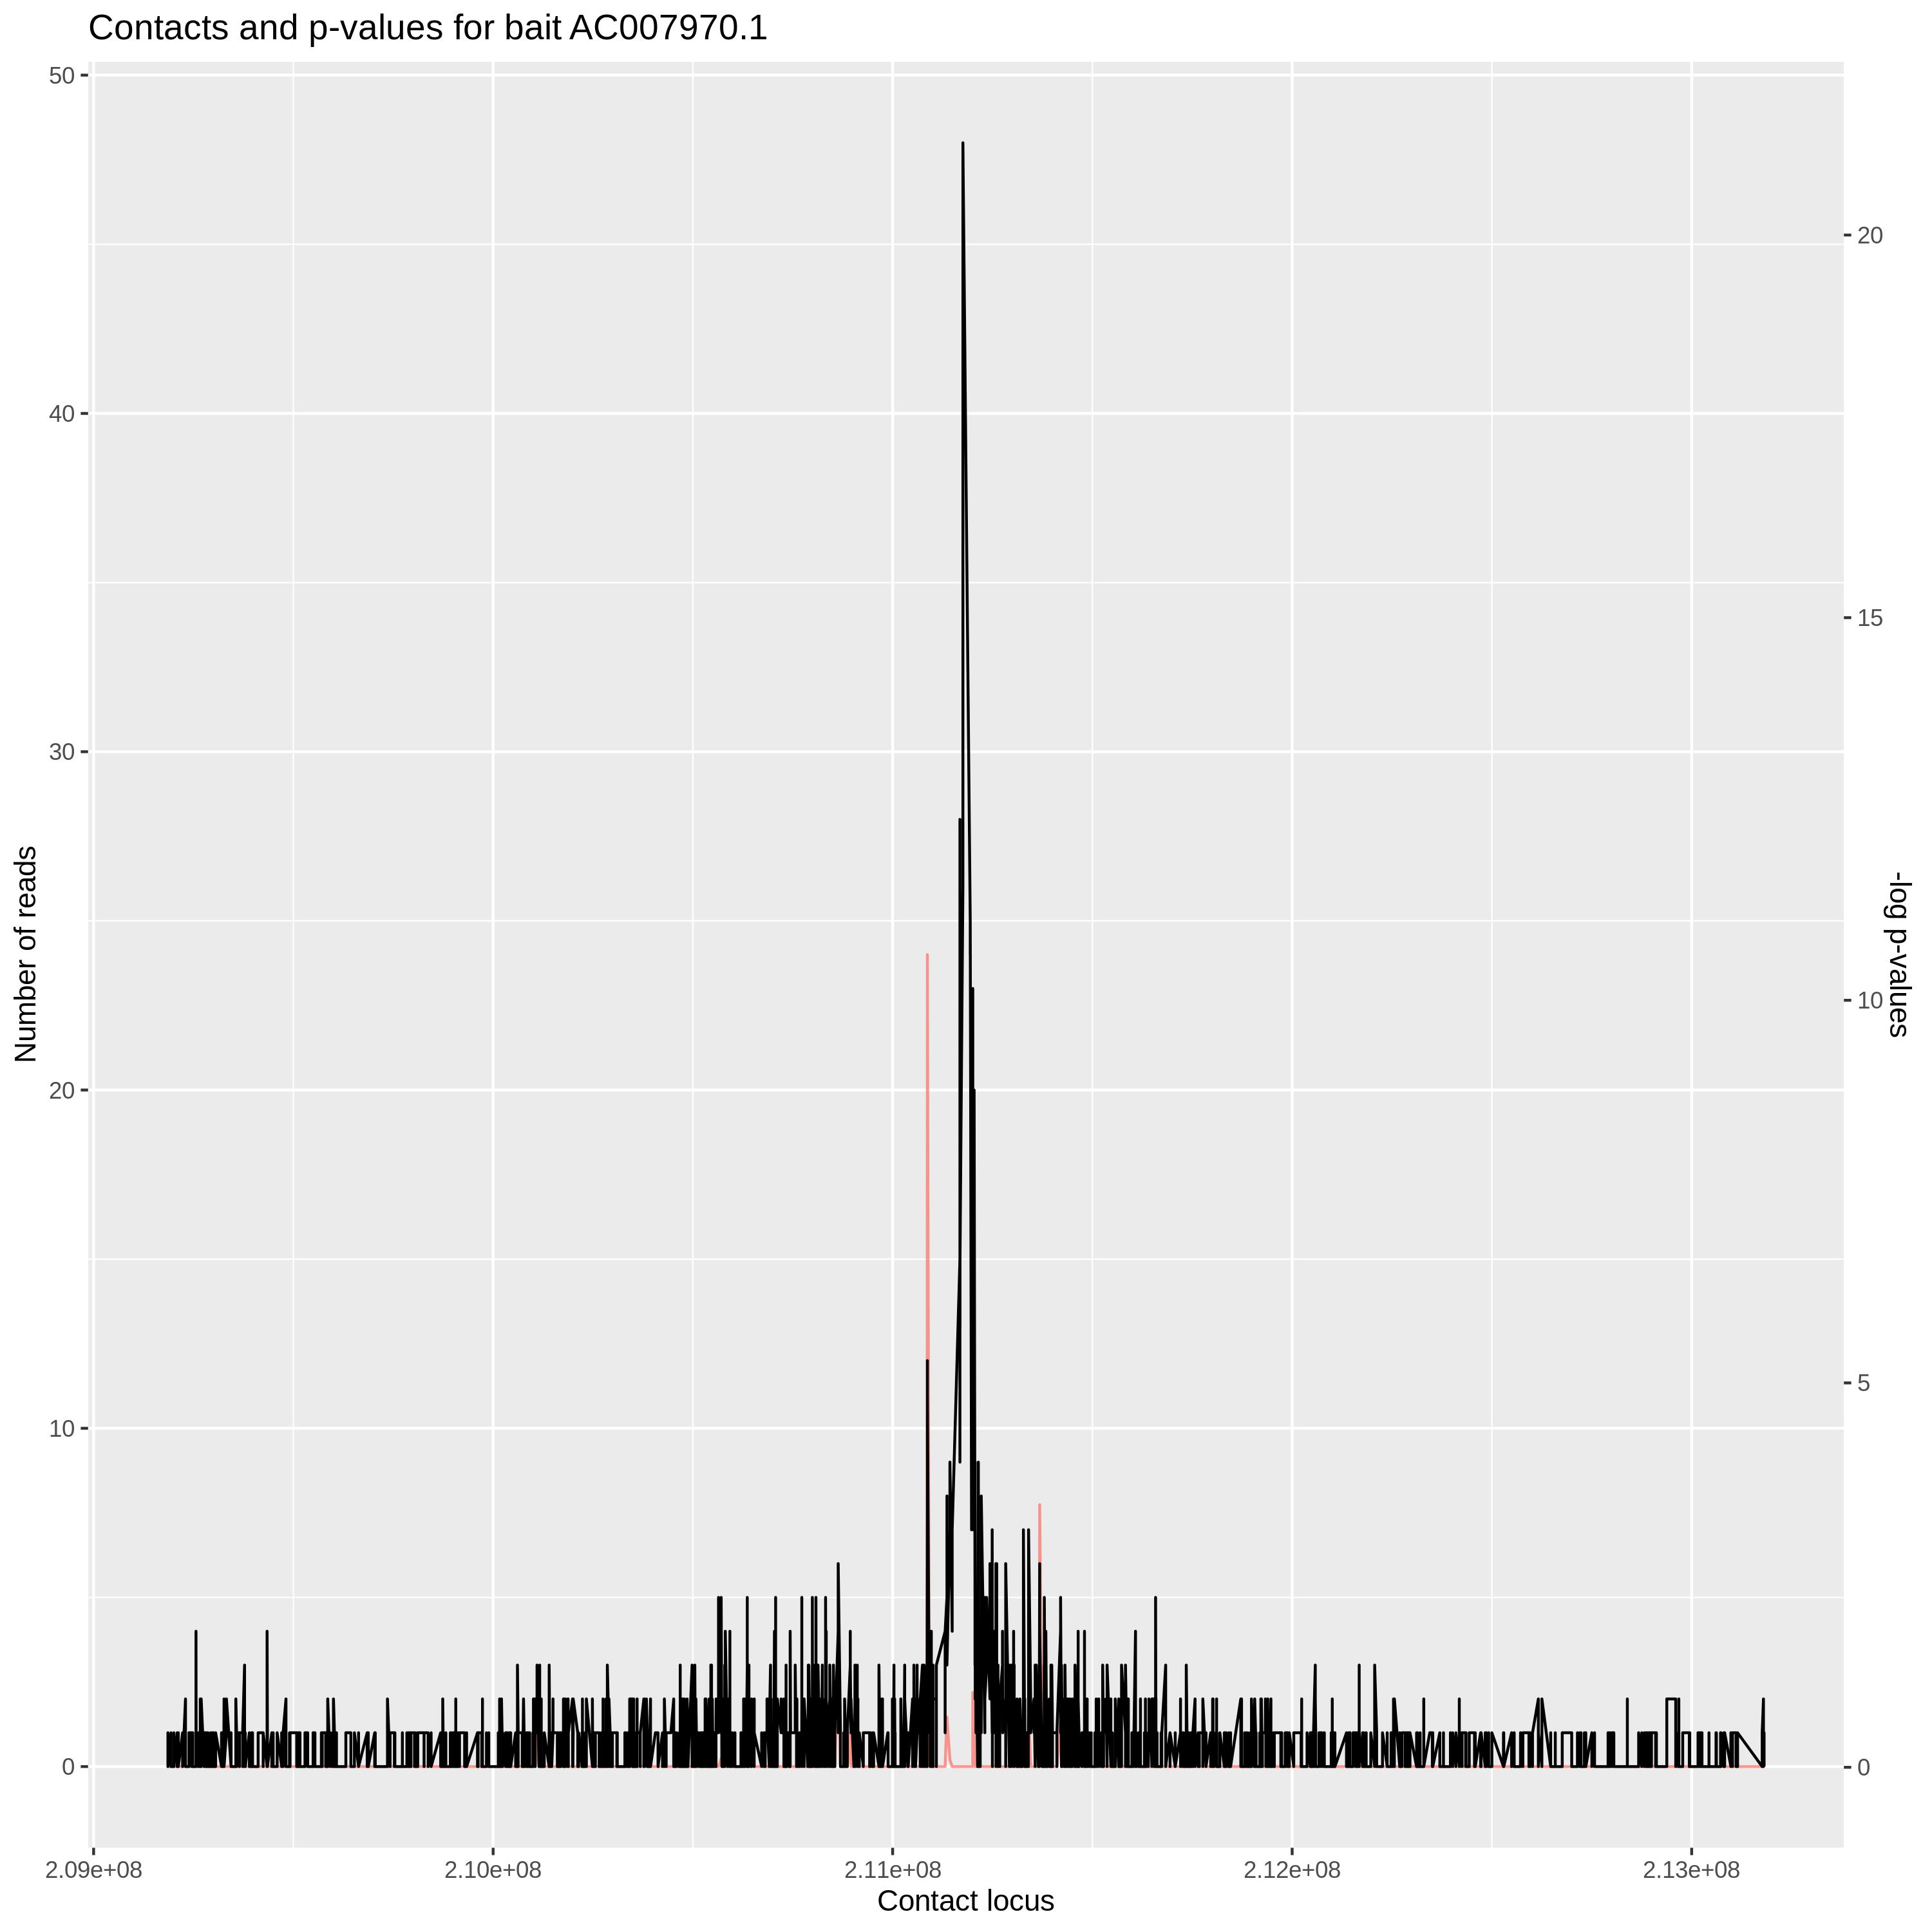 Contacts and p-values for bait AC007970.1
50
40
30
20
10
0
Number of reads
20
15
10
5
0
-log p-values
2.09e+08
2.10e+08
2.11e+08
2.12e+08
2.13e+08
Contact locus